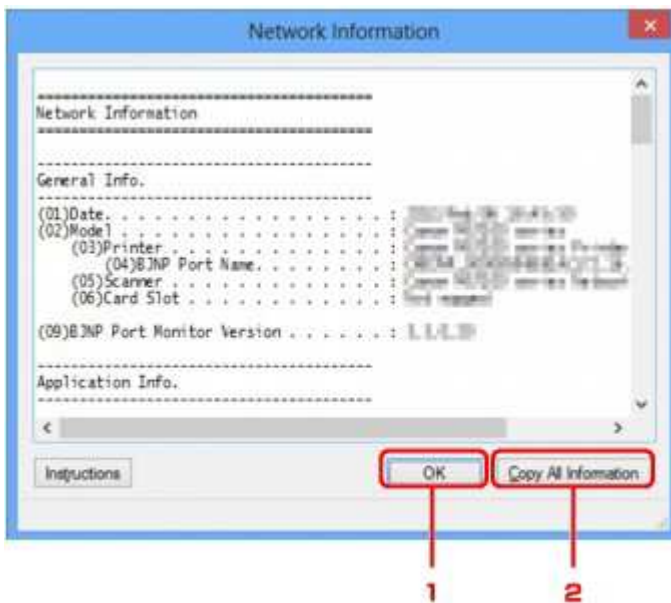 Network Information
==========================================
Network Information
==========================================
------------------------------------------
General Info.
------------------------------------------
(01)Date. . . . . . . . . . . . . . . . . . :
(02)Model . . . . . . . . . . . . . . . . . :
(03)Printer . . . . . . . . . . . . . . . :
(04)BJNP Port Name. . . . . . . . . . . :
(05)Scanner . . . . . . . . . . . . . . . :
(06)Card Slot . . . . . . . . . . . . . . :
(09)BJNP Port Monitor Version . . . . . . . :
------------------------------------------
Application Info.
------------------------------------------
Instructions OK Copy All Information
1 2